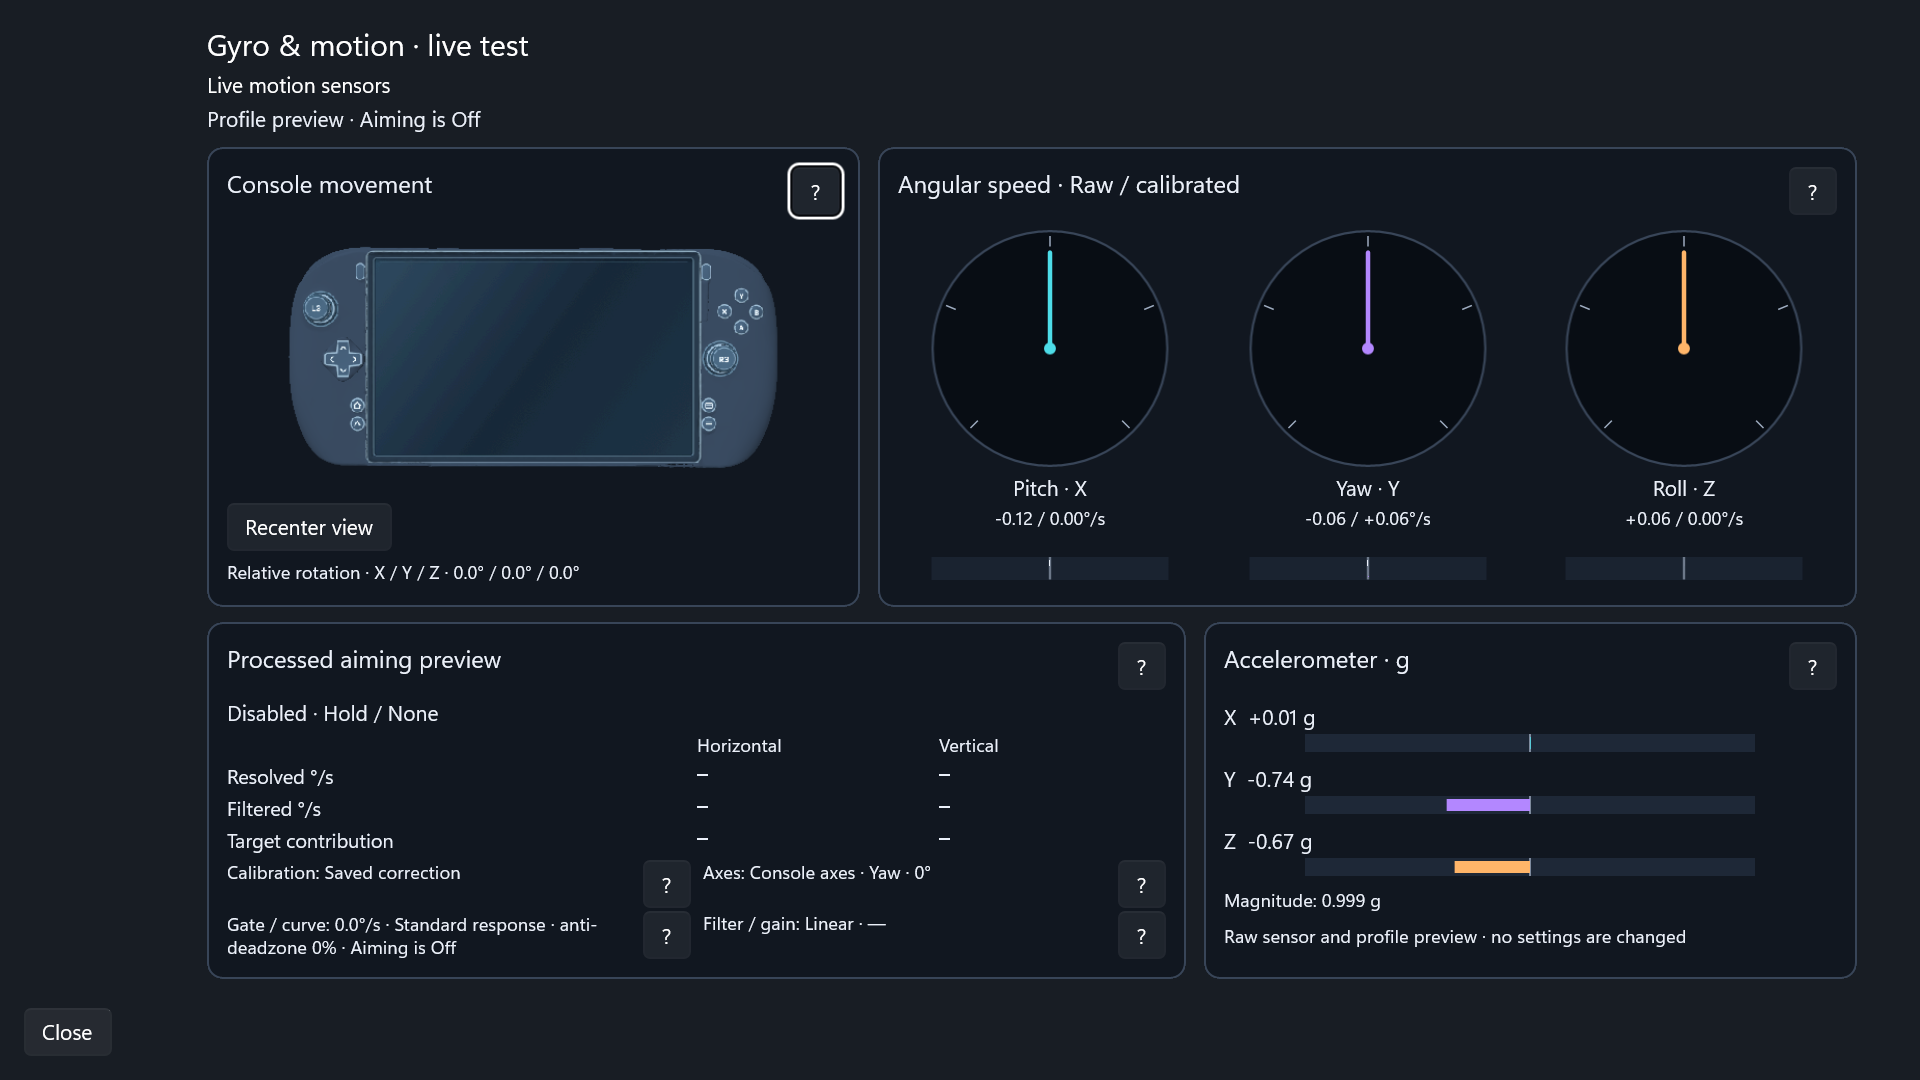 Gyro & motion · live test
Live motion sensors
Profile preview · Aiming is Off
Console movement
?
L3
Y
X
B
A
R3
Recenter view
Relative rotation · X / Y / Z · 0.0° / 0.0° / 0.0°
Angular speed · Raw / calibrated
?
Pitch · X
-0.12 / 0.00°/s
Yaw · Y
-0.06 / +0.06°/s
Roll · Z
+0.06 / 0.00°/s
Processed aiming preview
?
Disabled · Hold / None
Horizontal Vertical
Resolved °/s — —
Filtered °/s — —
Target contribution — —
Calibration: Saved correction
?
Axes: Console axes · Yaw · 0°
?
Gate / curve: 0.0°/s · Standard response · anti-
deadzone 0% · Aiming is Off
?
Filter / gain: Linear · —
?
Accelerometer · g
?
X +0.01 g
Y -0.74 g
Z -0.67 g
Magnitude: 0.999 g
Raw sensor and profile preview · no settings are changed
Close